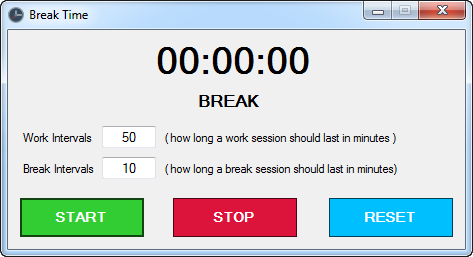 Break Time
00:00:00
BREAK
Work Intervals 50 ( how long a work session should last in minutes )
Break Intervals 10 ( how long a break session should last in minutes)
START STOP RESET